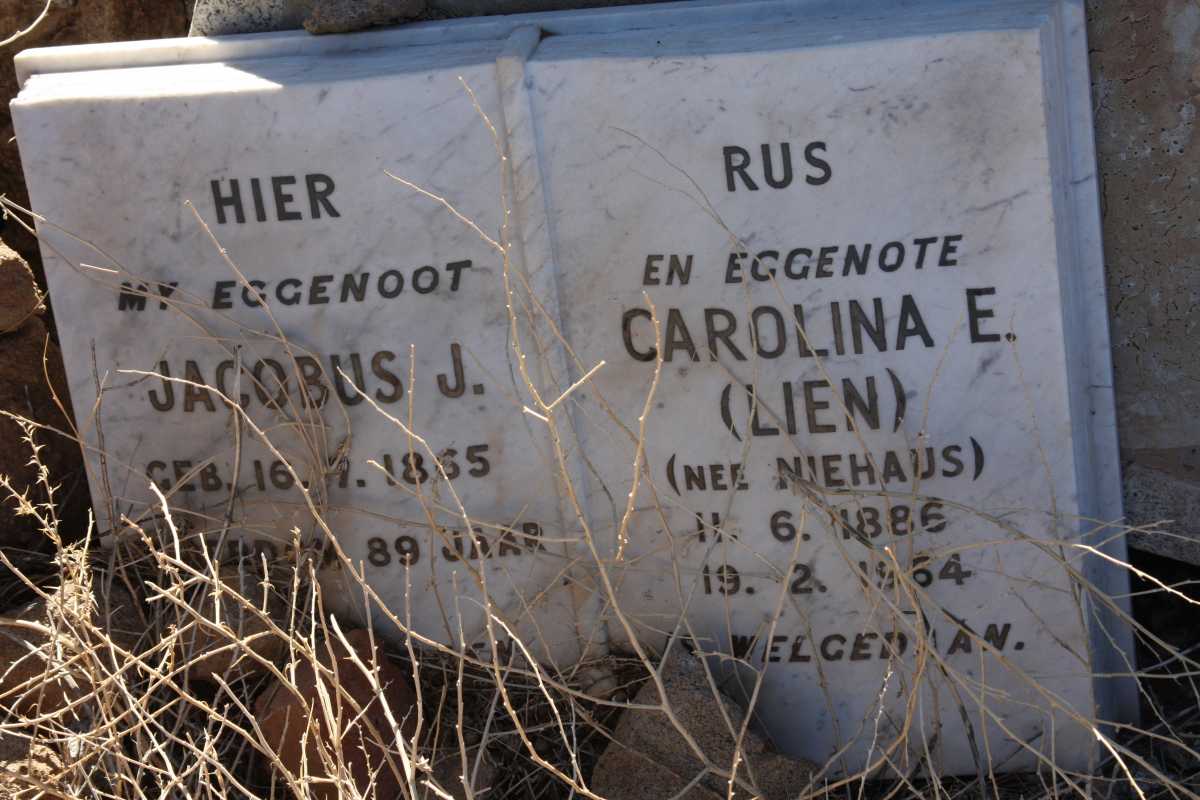 HIER
MY EGGENOOT
JACOBUS J.
GEB. 16. 7. 1865
89 JAAR
RUS
EN EGGENOTE
CAROLINA E.
(LIEN)
(NEE NIEHAUS)
11. 6. 1886
19. 2. 1964
WELGEDAAN.